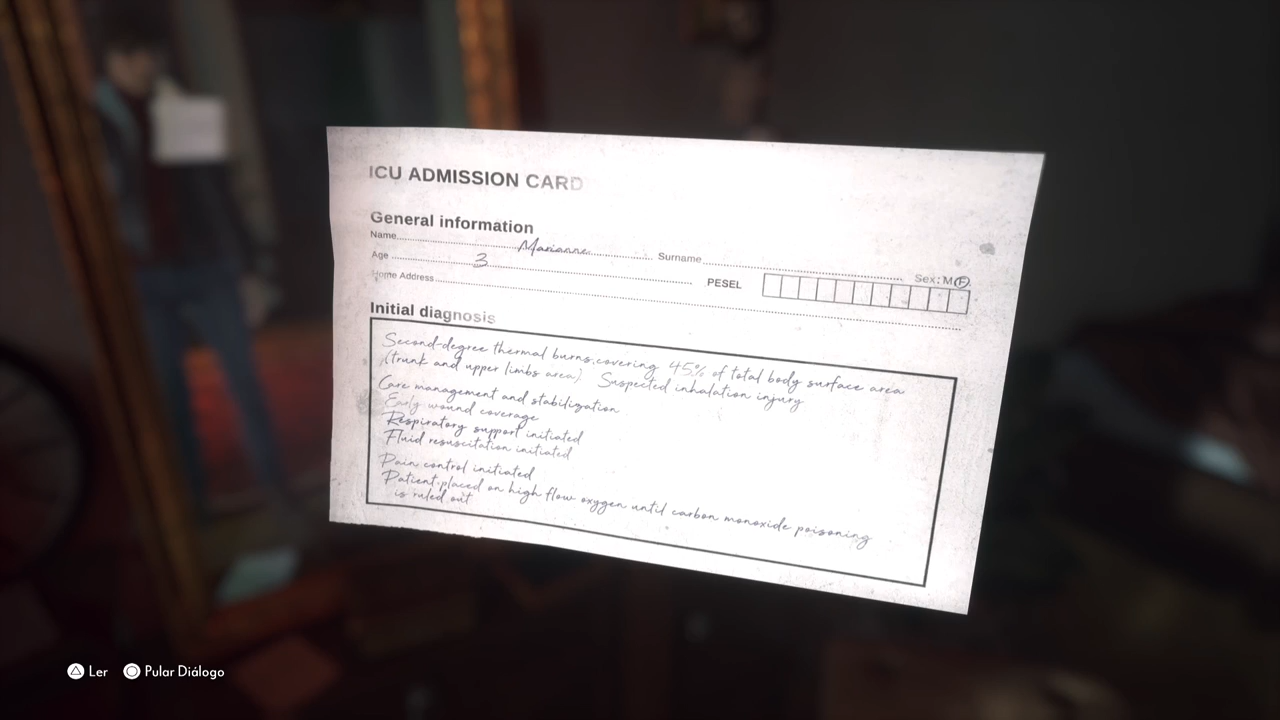 ICU ADMISSION CARD
General information
Name Marianne Surname Sex: M F
Age 3 PESEL
Home Address
Initial diagnosis
Second-degree thermal burns, covering 45% of total body surface area
(trunk and upper limbs area) Suspected inhalation injury
Care management and stabilization
Early wound coverage
Respiratory support initiated
Fluid resuscitation initiated
Pain control initiated
Patient placed on high flow oxygen until carbon monoxide poisoning
is ruled out
Ler Pular Diálogo